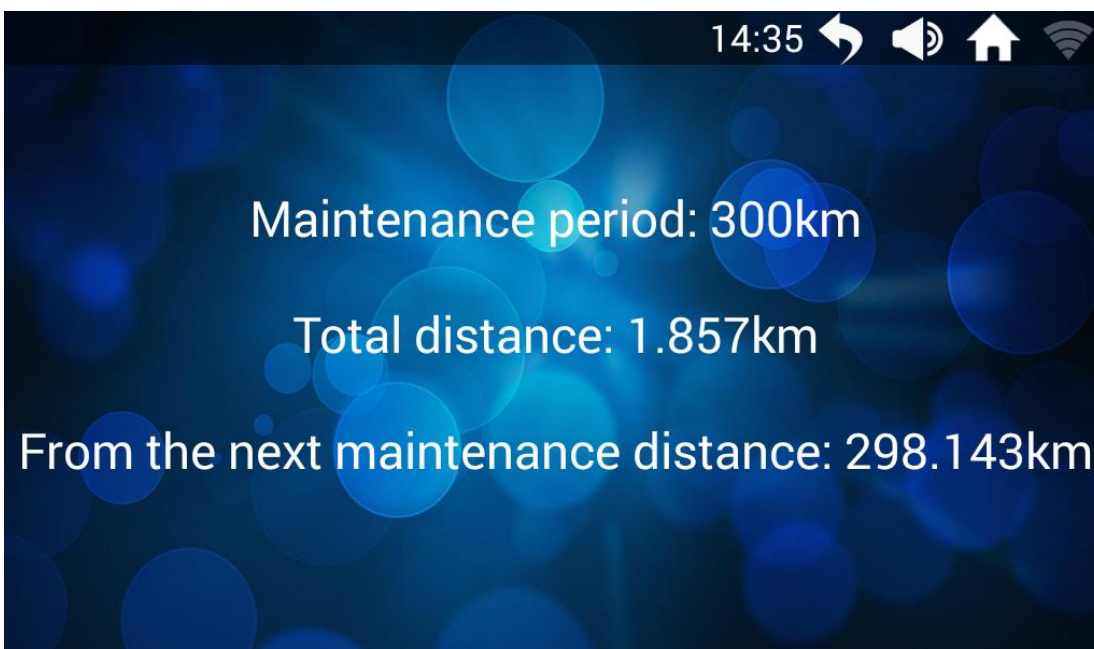 14:35
Maintenance period: 300km
Total distance: 1.857km
From the next maintenance distance: 298.143km